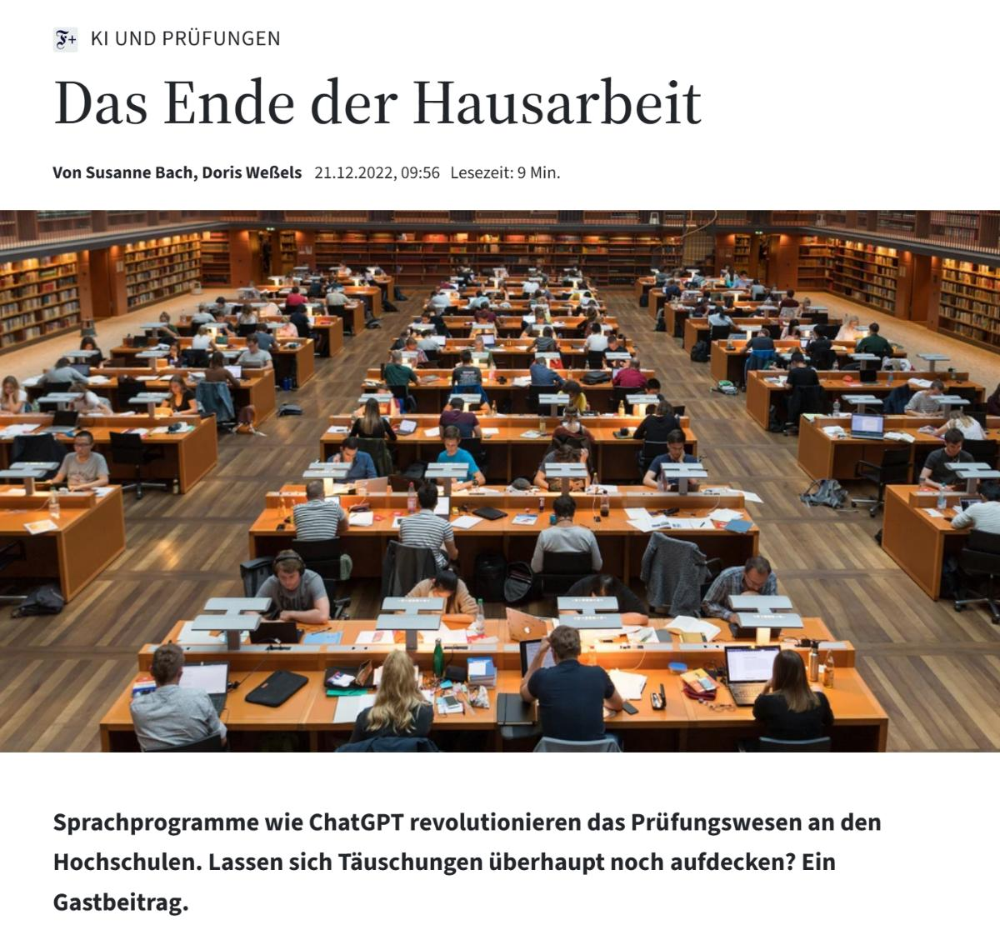 F+ KI UND PRÜFUNGEN
Das Ende der Hausarbeit
Von Susanne Bach, Doris Weßels 21.12.2022, 09:56 Lesezeit: 9 Min.
Sprachprogramme wie ChatGPT revolutionieren das Prüfungswesen an den
Hochschulen. Lassen sich Täuschungen überhaupt noch aufdecken? Ein
Gastbeitrag.